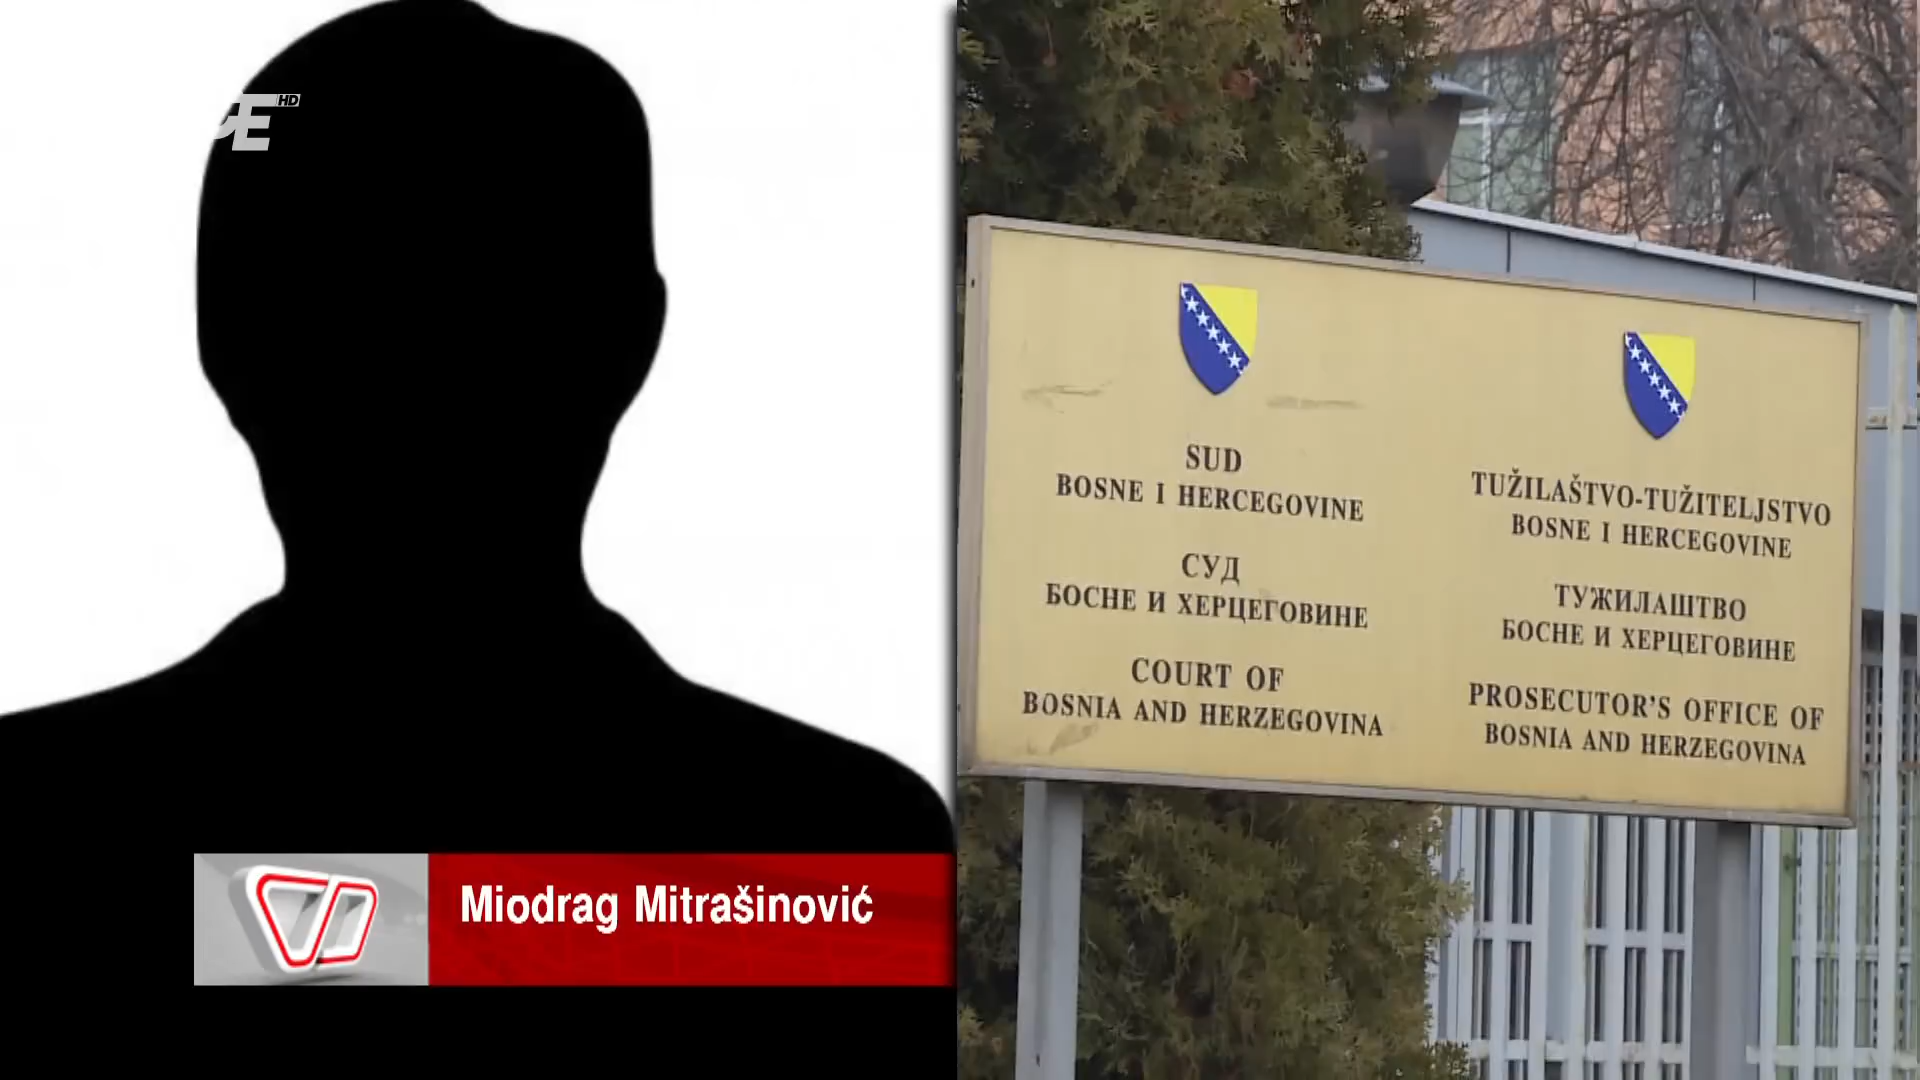 HD
Miodrag Mitrašinović
SUD
BOSNE I HERCEGOVINE
СУД
БОСНЕ И ХЕРЦЕГОВИНЕ
COURT OF
BOSNIA AND HERZEGOVINA
TUŽILAŠTVO-TUŽITELJSTVO
BOSNE I HERCEGOVINE
ТУЖИЛАШТВО
БОСНЕ И ХЕРЦЕГОВИНЕ
PROSECUTOR'S OFFICE OF
BOSNIA AND HERZEGOVINA